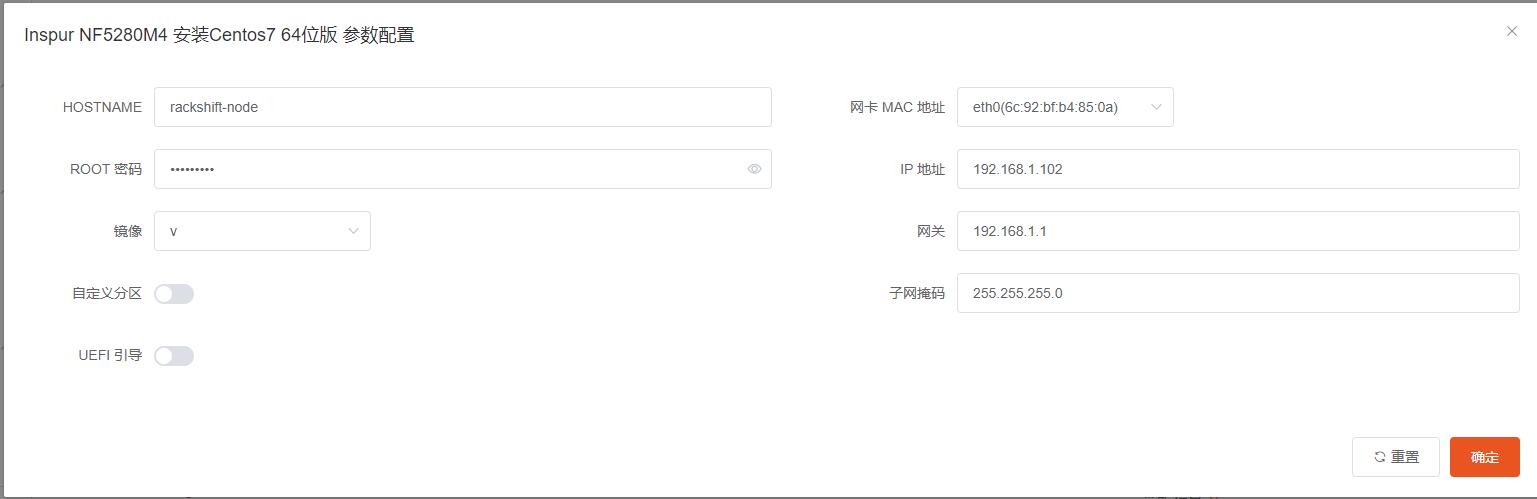 Inspur NF5280M4 安装Centos7 64位版 参数配置
HOSTNAME
rackshift-node
ROOT 密码
•••••••••
镜像
v
自定义分区
UEFI 引导
网卡 MAC 地址
eth0(6c:92:bf:b4:85:0a)
IP 地址
192.168.1.102
网关
192.168.1.1
子网掩码
255.255.255.0
重置
确定